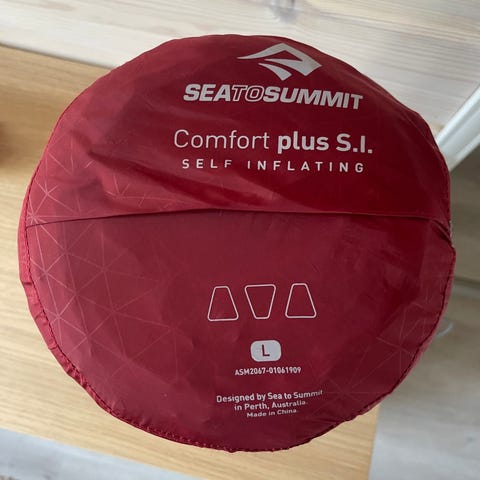 SEATOSUMMIT
Comfort plus S.I.
SELF INFLATING
L
ASM2067-01061909
Designed by Sea to Summit
in Perth, Australia.
Made in China.